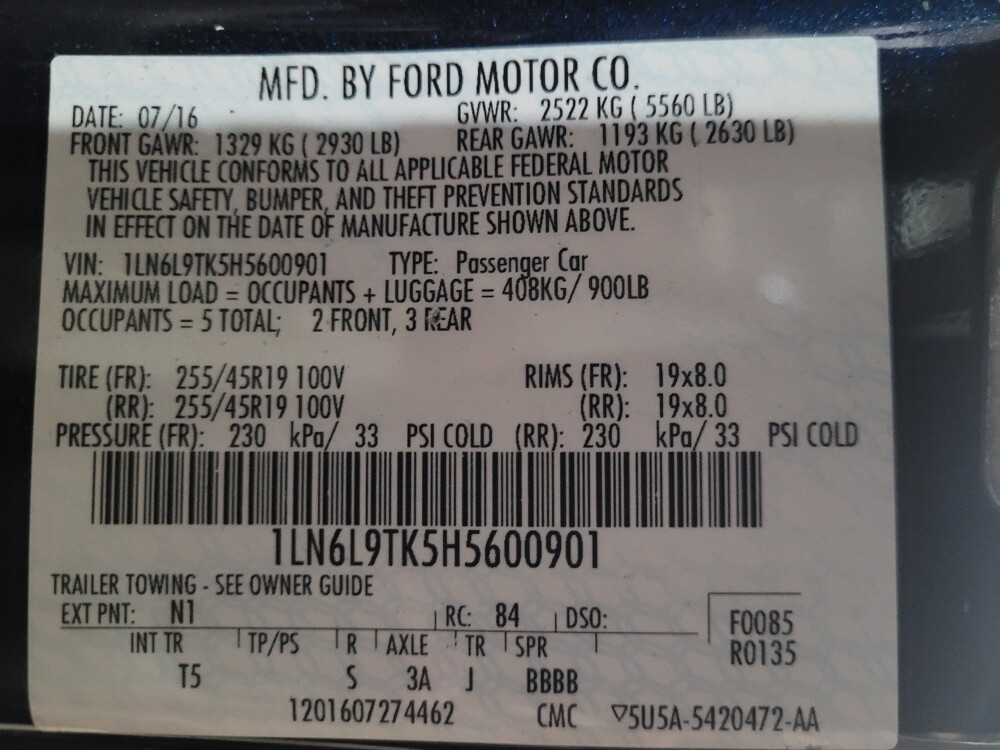 MFD. BY FORD MOTOR CO.
DATE: 07/16 GVWR: 2522 KG ( 5560 LB)
FRONT GAWR: 1329 KG ( 2930 LB) REAR GAWR: 1193 KG ( 2630 LB)
THIS VEHICLE CONFORMS TO ALL APPLICABLE FEDERAL MOTOR
VEHICLE SAFETY, BUMPER, AND THEFT PREVENTION STANDARDS
IN EFFECT ON THE DATE OF MANUFACTURE SHOWN ABOVE.
VIN: 1LN6L9TK5H5600901 TYPE: Passenger Car
MAXIMUM LOAD = OCCUPANTS + LUGGAGE = 408KG/ 900LB
OCCUPANTS = 5 TOTAL; 2 FRONT, 3 REAR
TIRE (FR): 255/45R19 100V RIMS (FR): 19x8.0
(RR): 255/45R19 100V (RR): 19x8.0
PRESSURE (FR): 230 kPa/ 33 PSI COLD (RR): 230 kPa/ 33 PSI COLD
1LN6L9TK5H5600901
TRAILER TOWING - SEE OWNER GUIDE
EXT PNT: N1 RC: 84 DSO:
F0085
INT TR TP/PS R AXLE TR SPR
R0135
T5 S 3A J BBBB
1201607274462 CMC ▽5U5A-5420472-AA